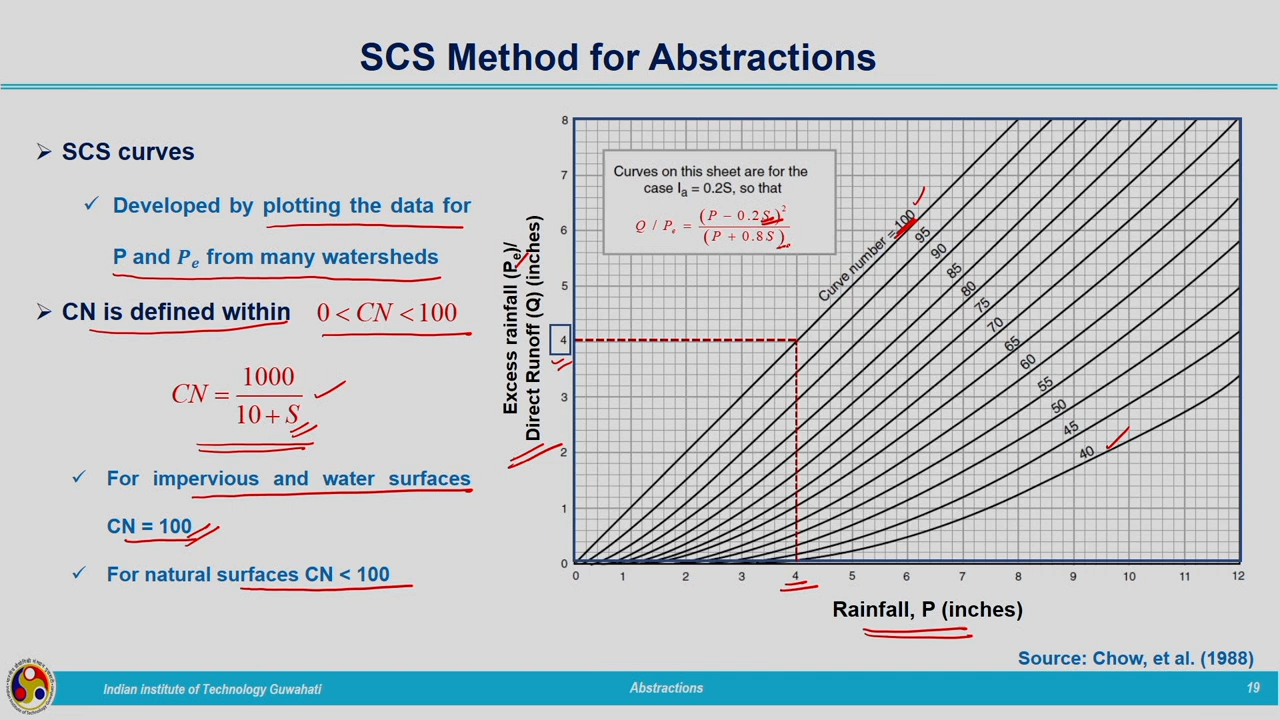 SCS Method for Abstractions
➢ SCS curves
✓ Developed by plotting the data for
P and Pₑ from many watersheds
➢ CN is defined within 0 < CN < 100
CN = 1000 / (10 + S)
✓ For impervious and water surfaces
CN = 100
✓ For natural surfaces CN < 100
Excess rainfall (Pₑ)/
Direct Runoff (Q) (inches)
8
7
6
5
4
3
2
1
0
Curves on this sheet are for the
case Iₐ = 0.2S, so that
Q / Pₑ = (P − 0.2S)² / (P + 0.8S)
Curve number = 100
95
90
85
80
75
70
65
60
55
50
45
40
0 1 2 3 4 5 6 7 8 9 10 11 12
Rainfall, P (inches)
Source: Chow, et al. (1988)
Indian institute of Technology Guwahati Abstractions 19